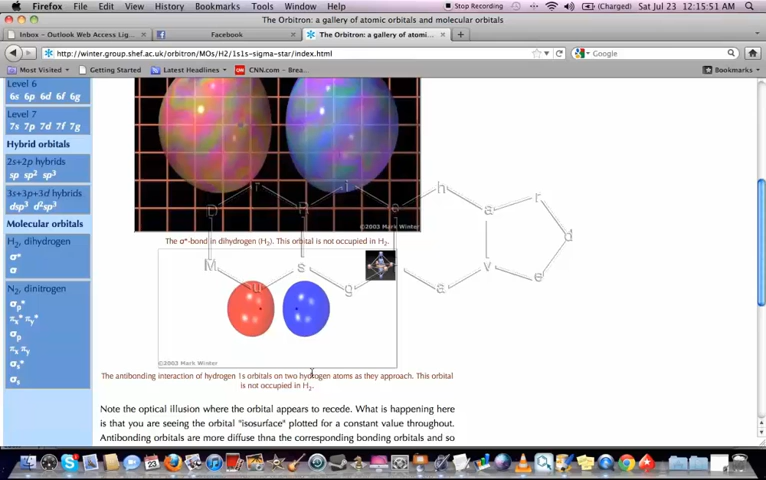 Firefox File Edit View History Bookmarks Tools Window Help
Stop Recording
(Charged) Sat Jul 23 12:15:51 AM
The Orbitron: a gallery of atomic orbitals and molecular orbitals
Inbox – Outlook Web Access Lig...
Facebook
The Orbitron: a gallery of atomi...
http://winter.group.shef.ac.uk/orbitron/MOs/H2/1s1s-sigma-star/index.html
Google
Most Visited
Getting Started
Latest Headlines
CNN.com – Brea...
Bookmarks
Level 6
6s 6p 6d 6f 6g
Level 7
7s 7p 7d 7f 7g
Hybrid orbitals
2s+2p hybrids
sp sp² sp³
3s+3p+3d hybrids
dsp³ d²sp³
Molecular orbitals
H₂, dihydrogen
σ*
σ
N₂, dinitrogen
σₚ*
πₓ* πᵧ*
σₚ
πₓ πᵧ
σₛ*
σₛ
©2003 Mark Winter
The σ*-bond in dihydrogen (H₂). This orbital is not occupied in H₂.
©2003 Mark Winter
The antibonding interaction of hydrogen 1s orbitals on two hydrogen atoms as they approach. This orbital
is not occupied in H₂.
Note the optical illusion where the orbital appears to recede. What is happening here
is that you are seeing the orbital "isosurface" plotted for a constant value throughout.
Antibonding orbitals are more diffuse thna the corresponding bonding orbitals and so